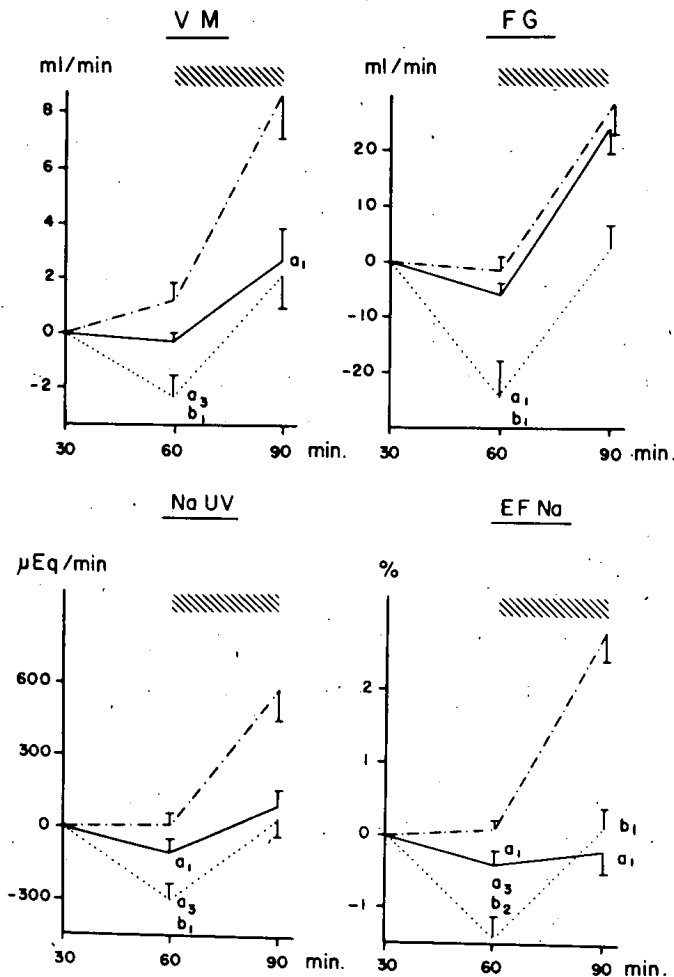 V M
ml/min
8
6
4
2
0
-2
a₁
a₃
b₁
30 60 90 min.
F G
ml/min
20
10
0
-10
-20
a₁
b₁
30 60 90 min.
Na UV
µEq/min
600
300
0
-300
a₁
a₃
b₁
30 60 90 min.
EF Na
%
2
1
0
-1
a₁
a₃
b₂
b₁
a₁
30 60 90 min.